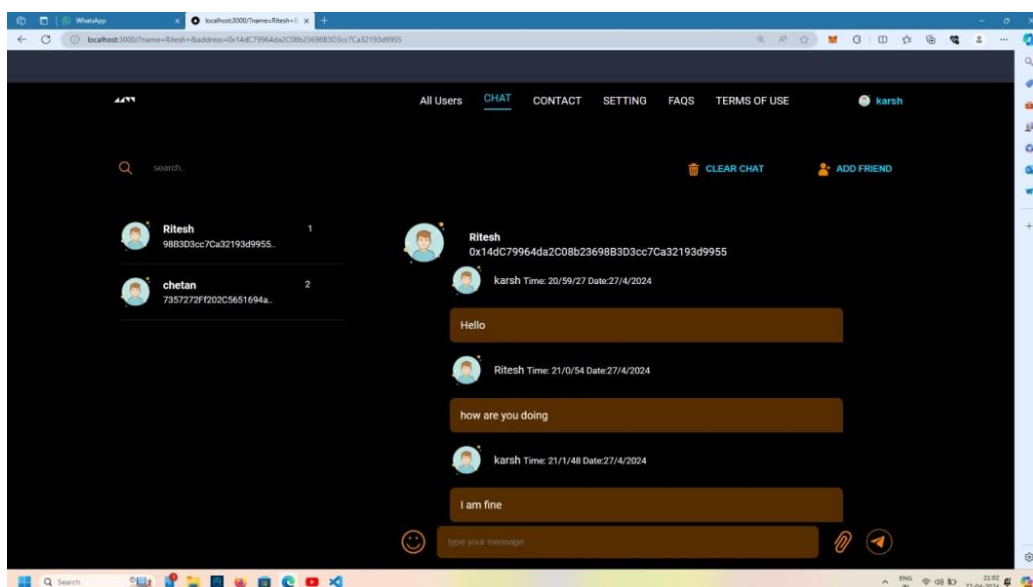 WhatsApp
localhost:3000/?name=Ritesh+&
localhost:3000/?name=Ritesh+&address=0x14dC79964da2C08b23698B3D3cc7Ca32193d9955
All Users CHAT CONTACT SETTING FAQS TERMS OF USE karsh
search..
CLEAR CHAT ADD FRIEND
Ritesh 1
98B3D3cc7Ca32193d9955..
chetan 2
7357272Ff202C5651694a..
Ritesh
0x14dC79964da2C08b23698B3D3cc7Ca32193d9955
karsh Time: 20/59/27 Date:27/4/2024
Hello
Ritesh Time: 21/0/54 Date:27/4/2024
how are you doing
karsh Time: 21/1/48 Date:27/4/2024
I am fine
type your message
Search
ENG
IN
21:02